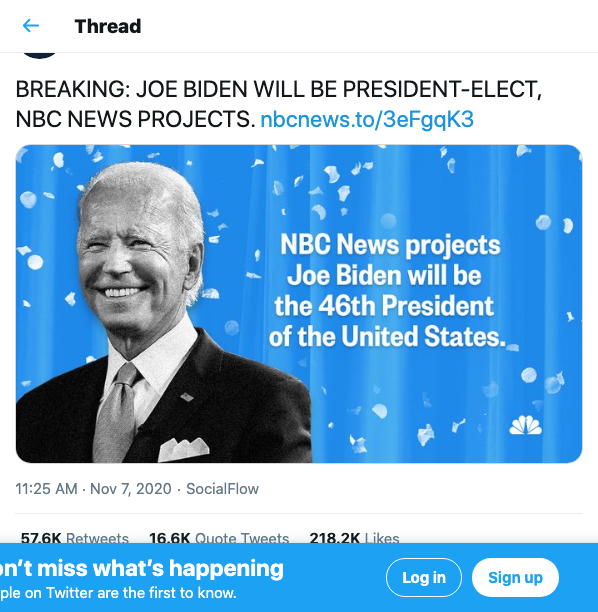 Thread
BREAKING: JOE BIDEN WILL BE PRESIDENT-ELECT,
NBC NEWS PROJECTS. nbcnews.to/3eFgqK3
NBC News projects
Joe Biden will be
the 46th President
of the United States.
11:25 AM · Nov 7, 2020 · SocialFlow
57.6K Retweets 16.6K Quote Tweets 218.2K Likes
on’t miss what’s happening
ple on Twitter are the first to know.
Log in
Sign up